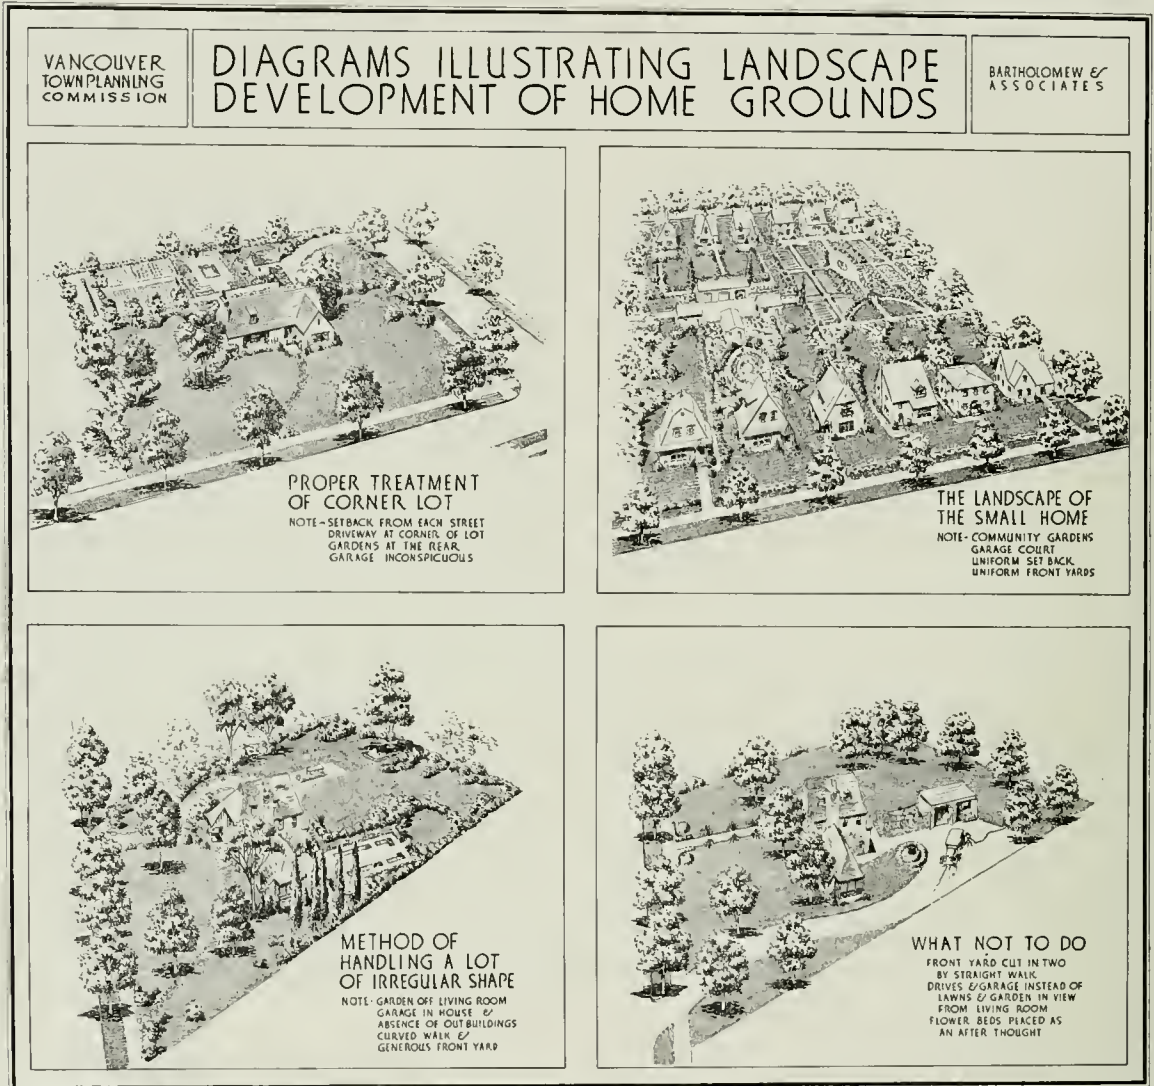 VANCOUVER
TOWN PLANNING
COMMISSION
DIAGRAMS ILLUSTRATING LANDSCAPE
DEVELOPMENT OF HOME GROUNDS
BARTHOLOMEW &
ASSOCIATES
PROPER TREATMENT
OF CORNER LOT
NOTE - SETBACK FROM EACH STREET
DRIVEWAY AT CORNER OF LOT
GARDENS AT THE REAR
GARAGE INCONSPICUOUS
THE LANDSCAPE OF
THE SMALL HOME
NOTE - COMMUNITY GARDENS
GARAGE COURT
UNIFORM SET BACK
UNIFORM FRONT YARDS
METHOD OF
HANDLING A LOT
OF IRREGULAR SHAPE
NOTE - GARDEN OFF LIVING ROOM
GARAGE IN HOUSE &
ABSENCE OF OUTBUILDINGS
CURVED WALK &
GENEROUS FRONT YARD
WHAT NOT TO DO
FRONT YARD CUT IN TWO
BY STRAIGHT WALK
DRIVES & GARAGE INSTEAD OF
LAWNS & GARDEN IN VIEW
FROM LIVING ROOM
FLOWER BEDS PLACED AS
AN AFTER THOUGHT